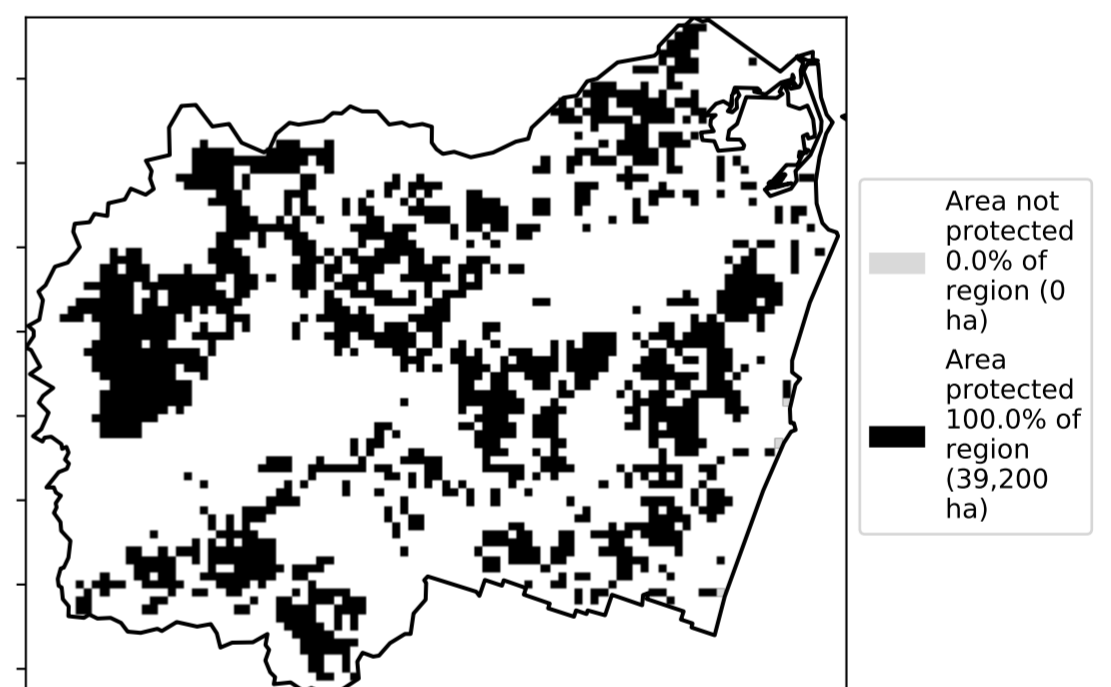 Area not
protected
0.0% of
region (0
ha)
Area
protected
100.0% of
region
(39,200
ha)